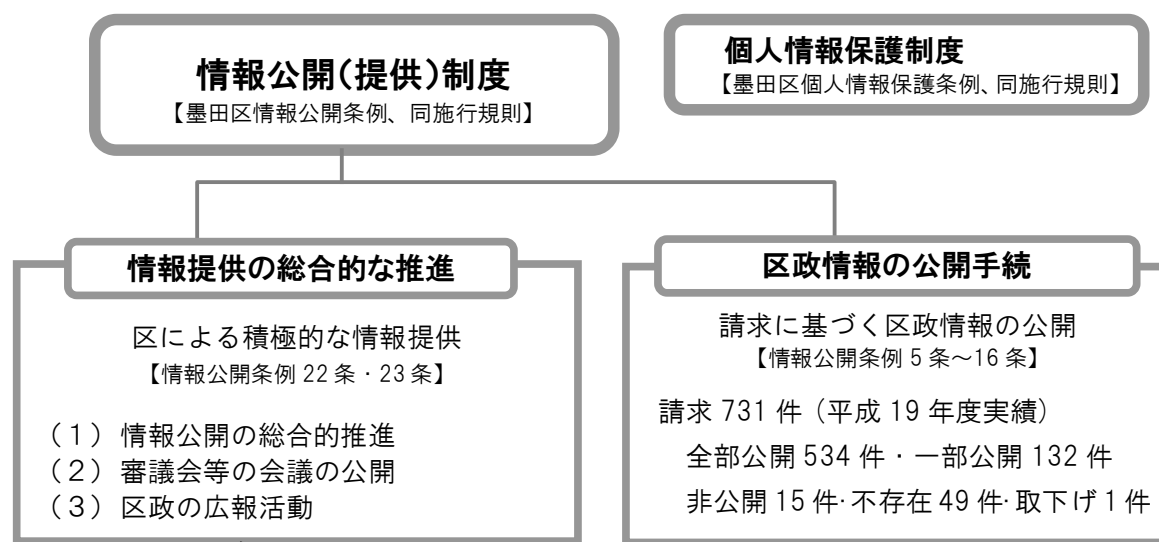 情報公開(提供)制度
【墨田区情報公開条例、同施行規則】
個人情報保護制度
【墨田区個人情報保護条例、同施行規則】
情報提供の総合的な推進
区による積極的な情報提供
【情報公開条例 22 条・23 条】
(1)情報公開の総合的推進
(2)審議会等の会議の公開
(3)区政の広報活動
区政情報の公開手続
請求に基づく区政情報の公開
【情報公開条例 5 条～16 条】
請求 731 件(平成 19 年度実績)
全部公開 534 件・一部公開 132 件
非公開 15 件・不存在 49 件・取下げ 1 件